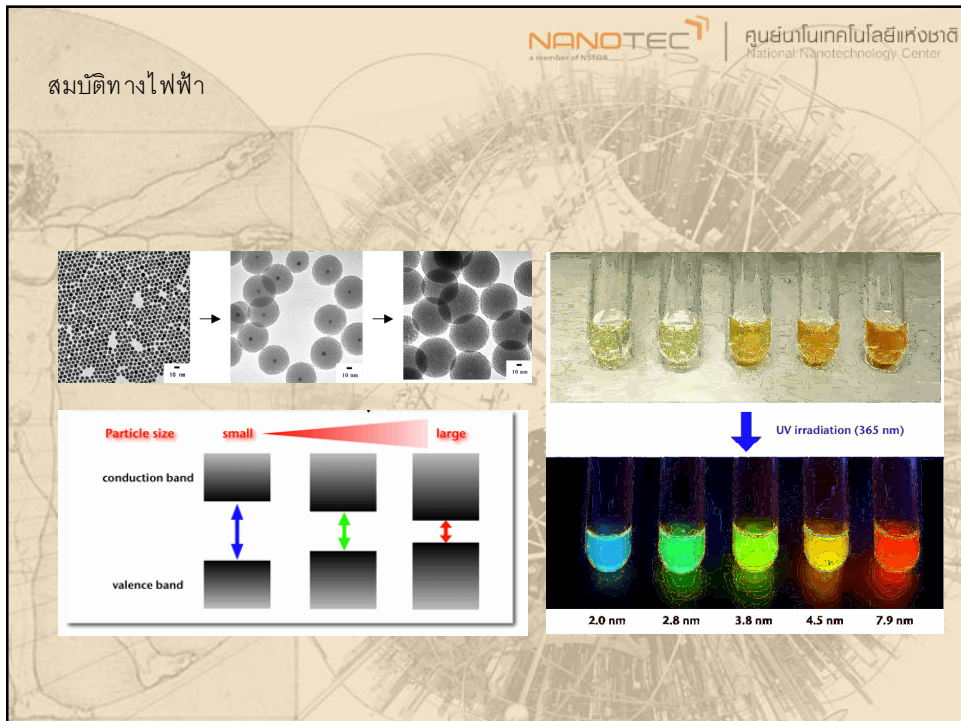 NANOTEC
a member of NSTDA
ศูนย์นาโนเทคโนโลยีแห่งชาติ
National Nanotechnology Center
สมบัติทางไฟฟ้า
10 nm
10 nm
10 nm
Particle size small large
conduction band
valence band
UV irradiation (365 nm)
2.0 nm 2.8 nm 3.8 nm 4.5 nm 7.9 nm